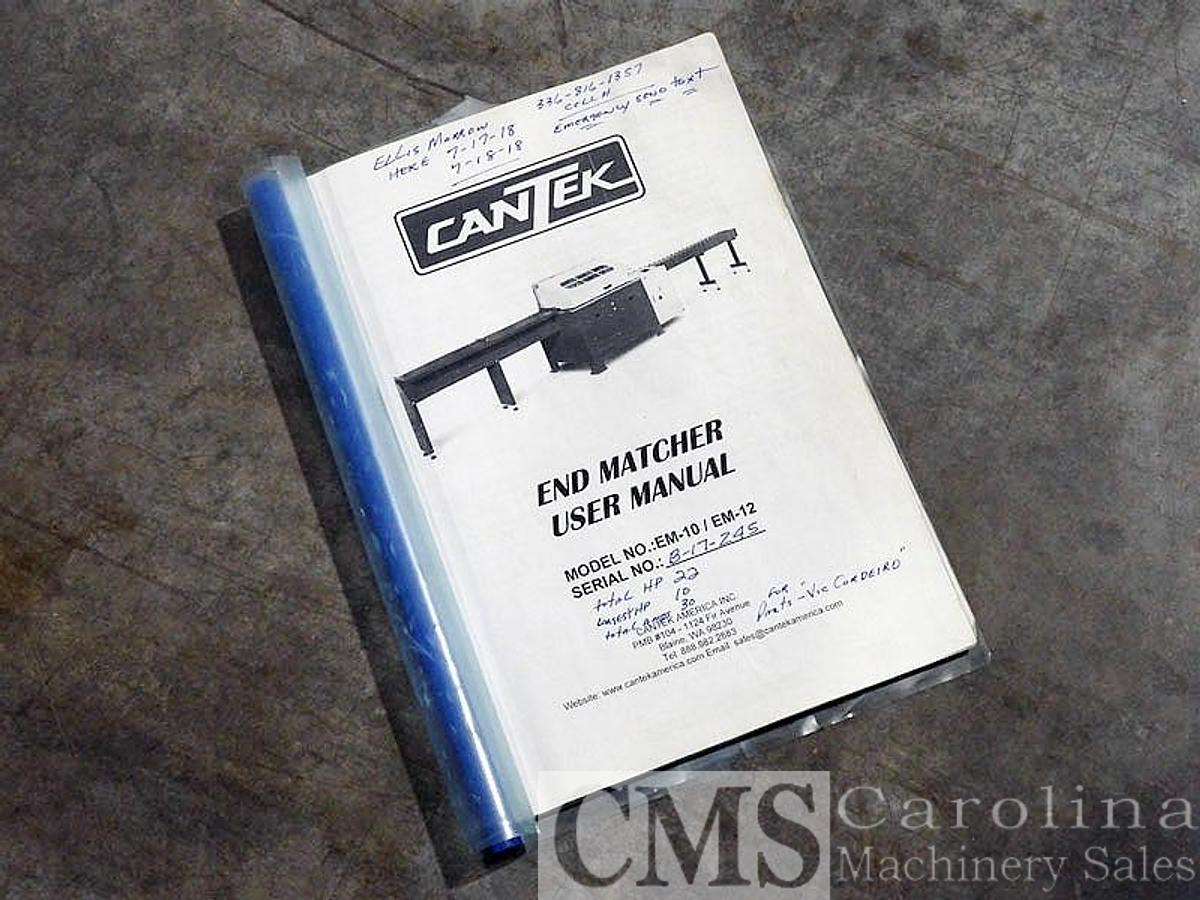 336-816-1357
CELL #
EMERGENCY SEND text
ELLIS MORROW
HERE 7-17-18
7-18-18
CANTEK
END MATCHER
USER MANUAL
MODEL NO.:EM-10 / EM-12
SERIAL NO.: 8-17-245
total HP 22
LARGEST HP 10
total amps 30
FOR
Parts - "Vic CORDEIRO"
CANTEK AMERICA INC.
PMB #104 - 1124 Fir Avenue
Blaine, WA 98230
Tel: 888.982.2683
Website: www.cantekamerica.com Email: sales@cantekamerica.com
CMS Carolina
Machinery Sales